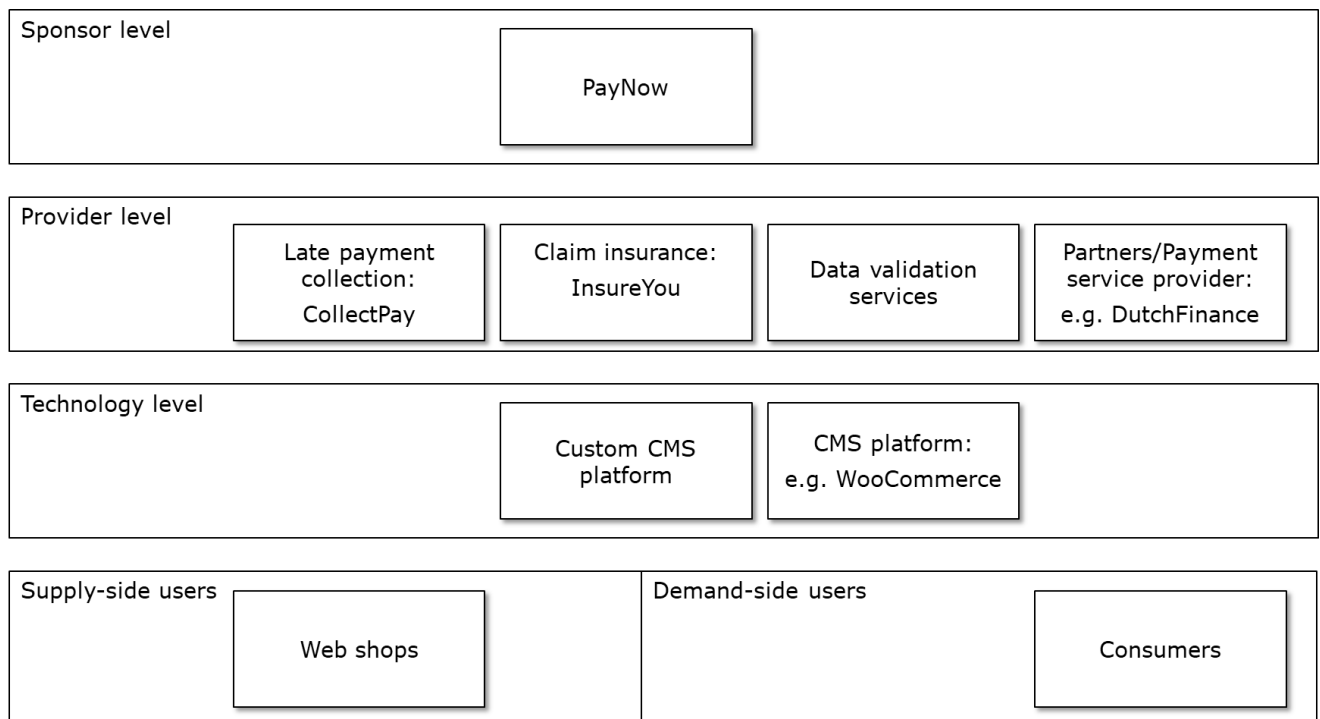 Sponsor level
PayNow
Provider level
Late payment
collection:
CollectPay
Claim insurance:
InsureYou
Data validation
services
Partners/Payment
service provider:
e.g. DutchFinance
Technology level
Custom CMS
platform
CMS platform:
e.g. WooCommerce
Supply-side users
Web shops
Demand-side users
Consumers